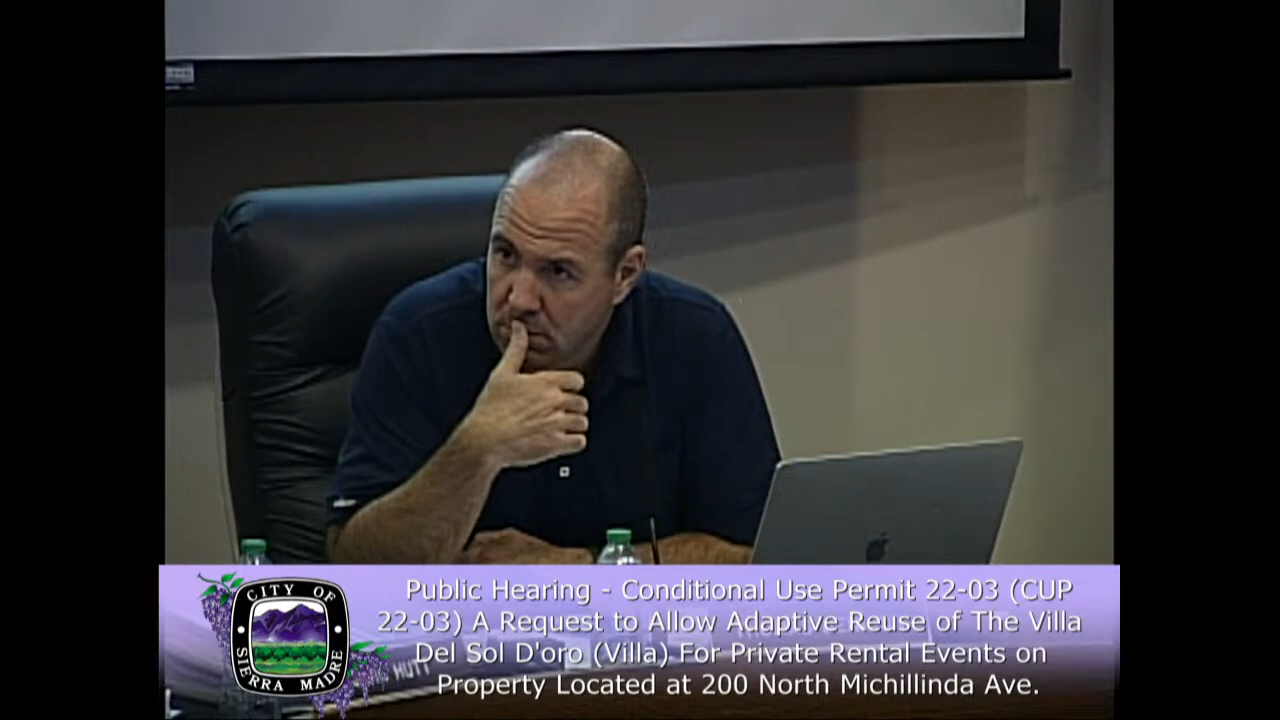 Public Hearing - Conditional Use Permit 22-03 (CUP
22-03) A Request to Allow Adaptive Reuse of The Villa
Del Sol D'oro (Villa) For Private Rental Events on
Property Located at 200 North Michillinda Ave.
CITY OF
SIERRA MADRE
HUTT